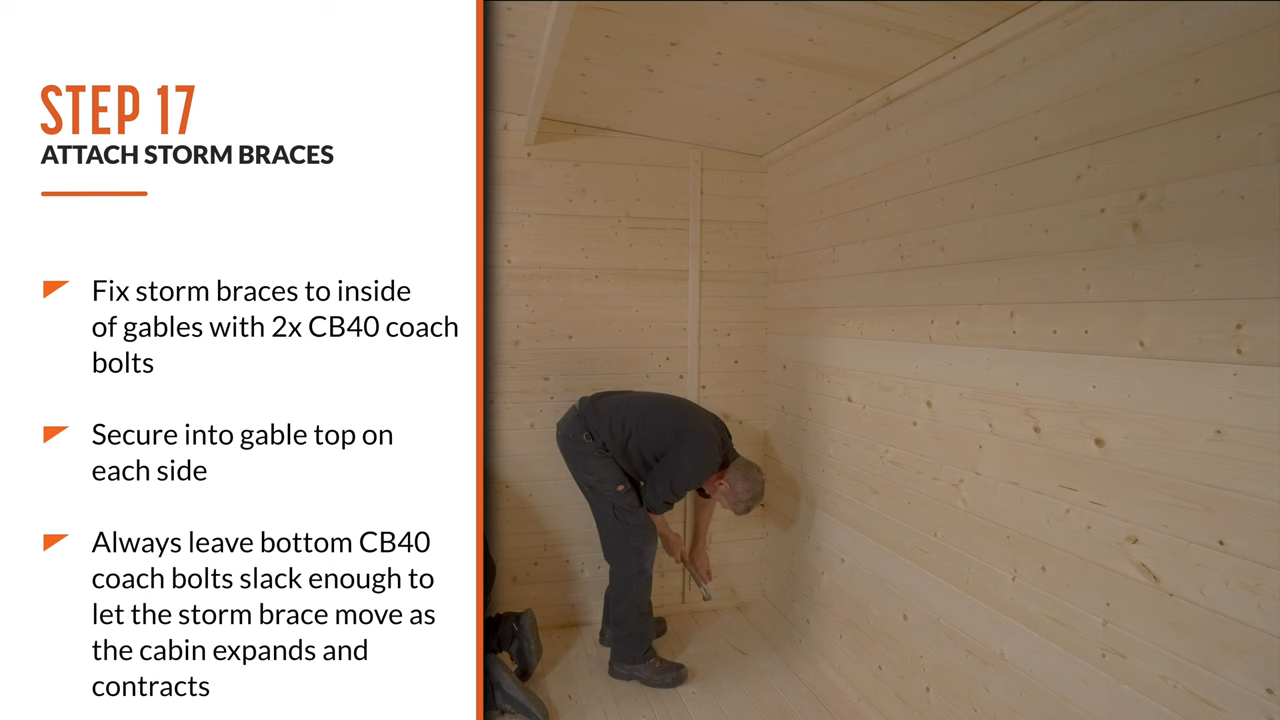 STEP 17
ATTACH STORM BRACES
Fix storm braces to inside
of gables with 2x CB40 coach
bolts
Secure into gable top on
each side
Always leave bottom CB40
coach bolts slack enough to
let the storm brace move as
the cabin expands and
contracts